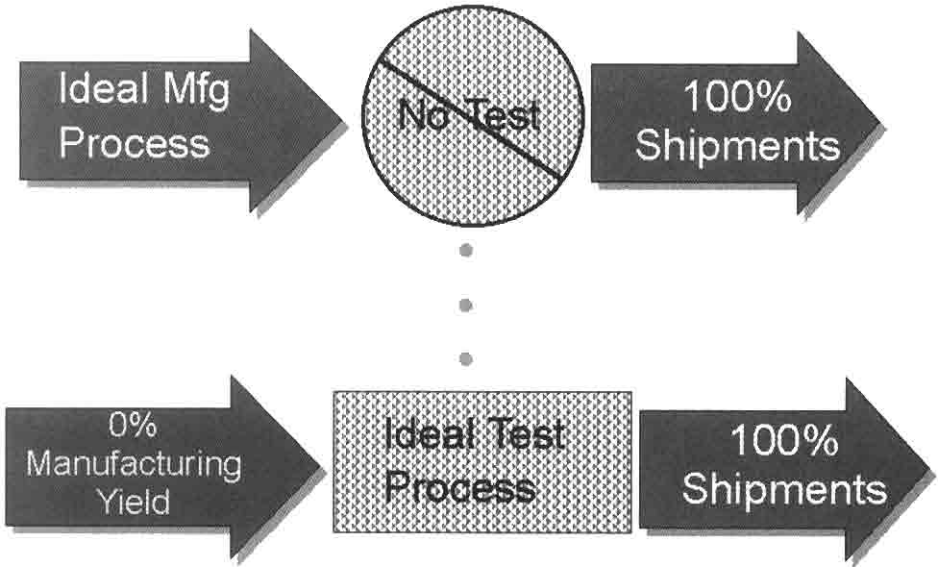 Ideal Mfg
Process
No Test
100%
Shipments
0%
Manufacturing
Yield
Ideal Test
Process
100%
Shipments